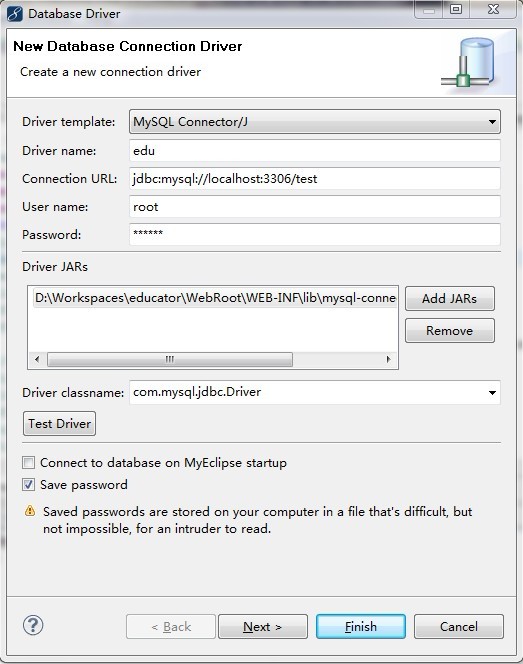 Database Driver
New Database Connection Driver
Create a new connection driver
Driver template: MySQL Connector/J
Driver name: edu
Connection URL: jdbc:mysql://localhost:3306/test
User name: root
Password: ******
Driver JARs
D:\Workspaces\educator\WebRoot\WEB-INF\lib\mysql-conne
Add JARs
Remove
Driver classname: com.mysql.jdbc.Driver
Test Driver
Connect to database on MyEclipse startup
Save password
Saved passwords are stored on your computer in a file that's difficult, but
not impossible, for an intruder to read.
? < Back Next > Finish Cancel